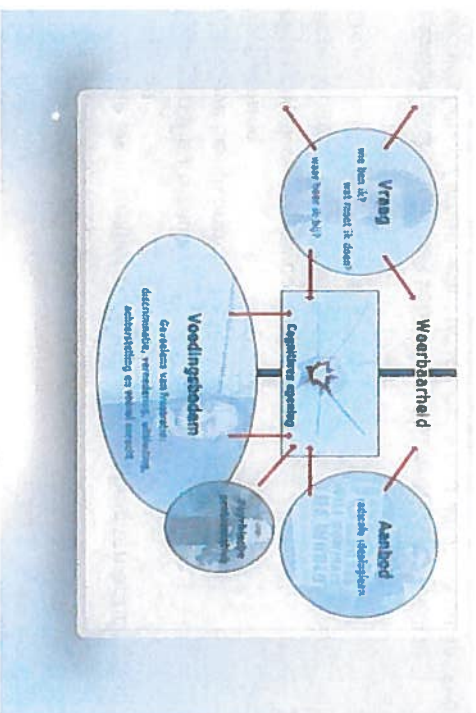 Weerbaarheid
Vraag
wie ben ik?
wat moet ik doen?
waar hoor ik bij?
Cognitieve opening
Aanbod
radicale ideologieën
Voedingsbodem
Gevoelens van frustratie:
discriminatie, vernedering, uitsluiting,
achterstelling en